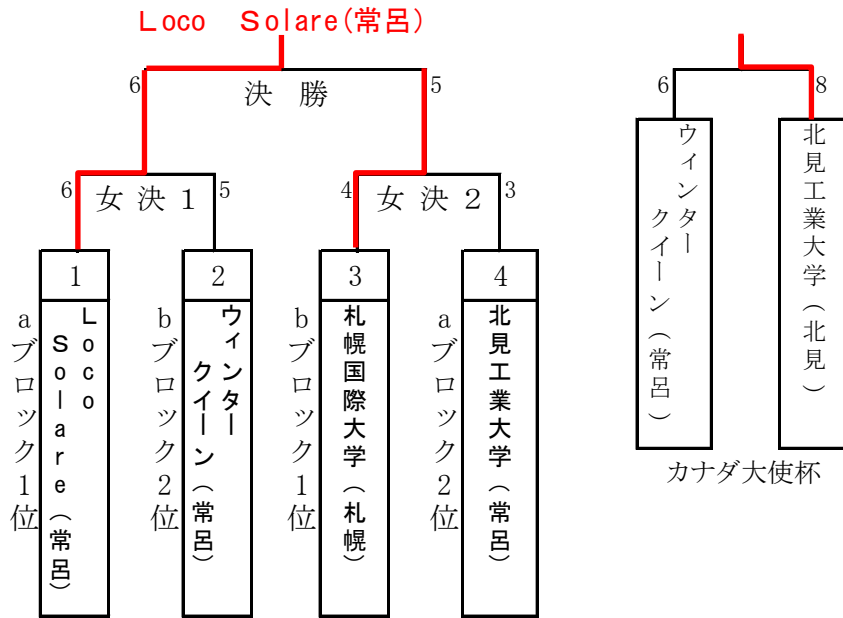 Loco Solare(常呂)
6
決 勝
5
6
女 決 1
5
4
女 決 2
3
1
2
3
4
aブロック1位
Loco
Solare(常呂)
bブロック2位
ウィンター
クイーン(常呂)
bブロック1位
札幌国際大学(札幌)
aブロック2位
北見工業大学(常呂)
6
8
ウィンター
クイーン(常呂)
北見工業大学(北見)
カナダ大使杯